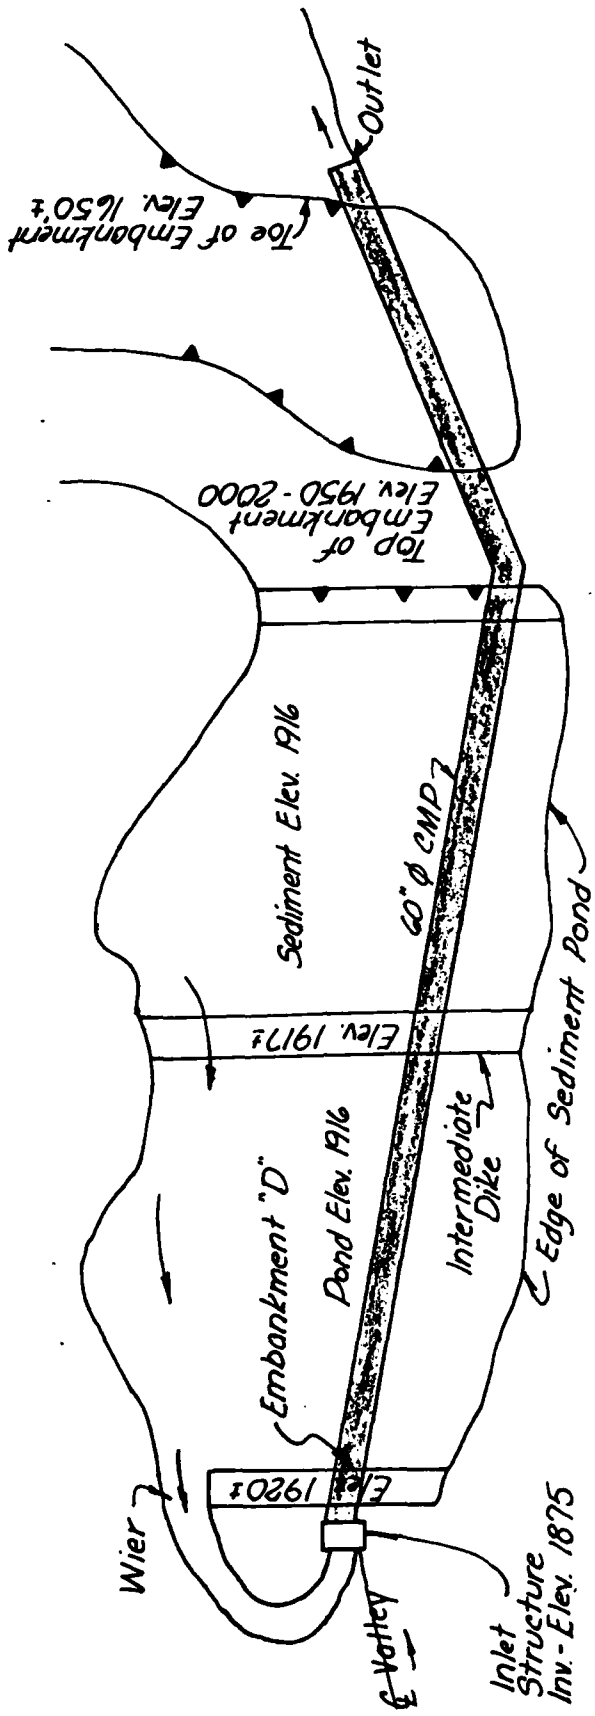 Outlet
Toe of Embankment
Elev. 1650'±
Top of
Embankment
Elev. 1950-2000
Sediment Elev. 1916
60" φ CMP
Elev. 1917±
Edge of Sediment Pond
Intermediate
Dike
Pond Elev. 1916
Embankment "D"
Elev. 1920±
Wier
Inlet
Structure
Inv.-Elev. 1875
℄ Valley